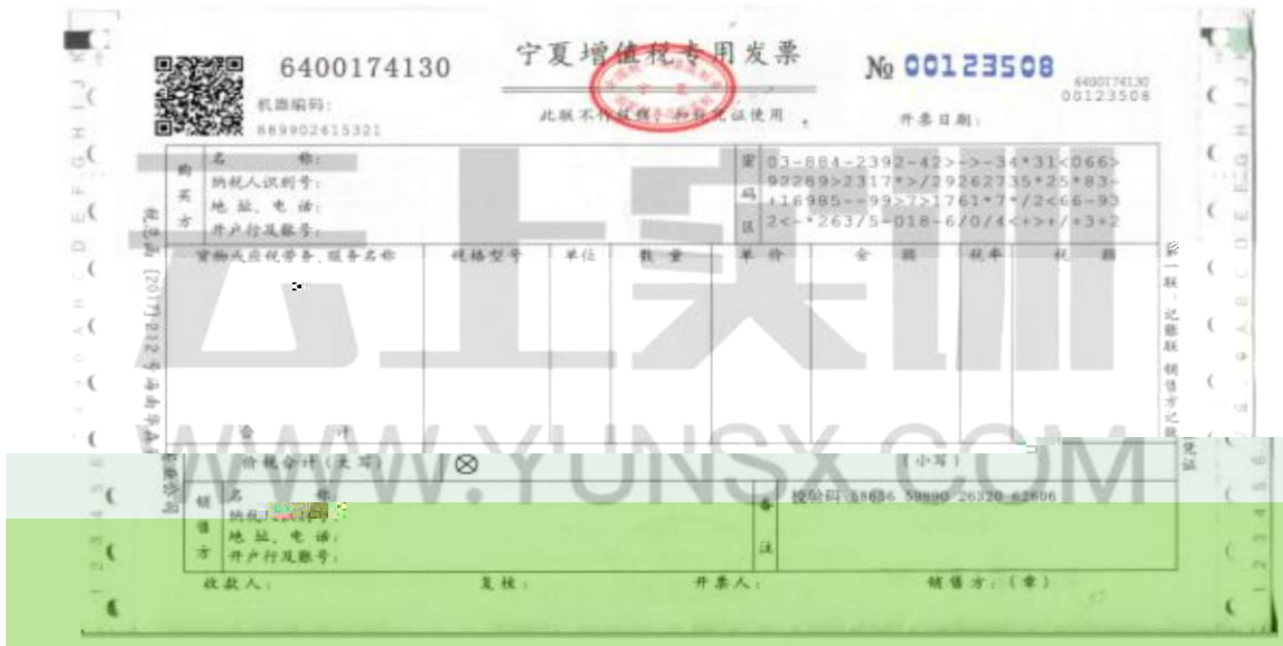 宁夏增值税专用发票
6400174130
№ 00123508
6400174130
00123508
机器编码:
889902615321
此联不作报销、扣税凭证使用
开票日期:
购买方
名 称:
纳税人识别号:
地 址、电 话:
开户行及账号:
密码区
03-884-2392-42>->-34*31<066>
92289>2317*>/29262735*25*83-
+16985--99>7>1761*7*/2<66-93
2<-*263/5-018-6/0/4<+>+/+3+2
货物或应税劳务、服务名称 规格型号 单位 数 量 单 价 金 额 税率 税 额
合 计
价税合计(大写) ⊗ (小写)
销售方
名 称:
地 址、电 话:
开户行及账号:
备注
校验码 58636 59890 26320 62606
收款人: 复核: 开票人: 销售方:(章)
第一联:记账联 销售方记账凭证
云上实训
WWW.YUNSX.COM